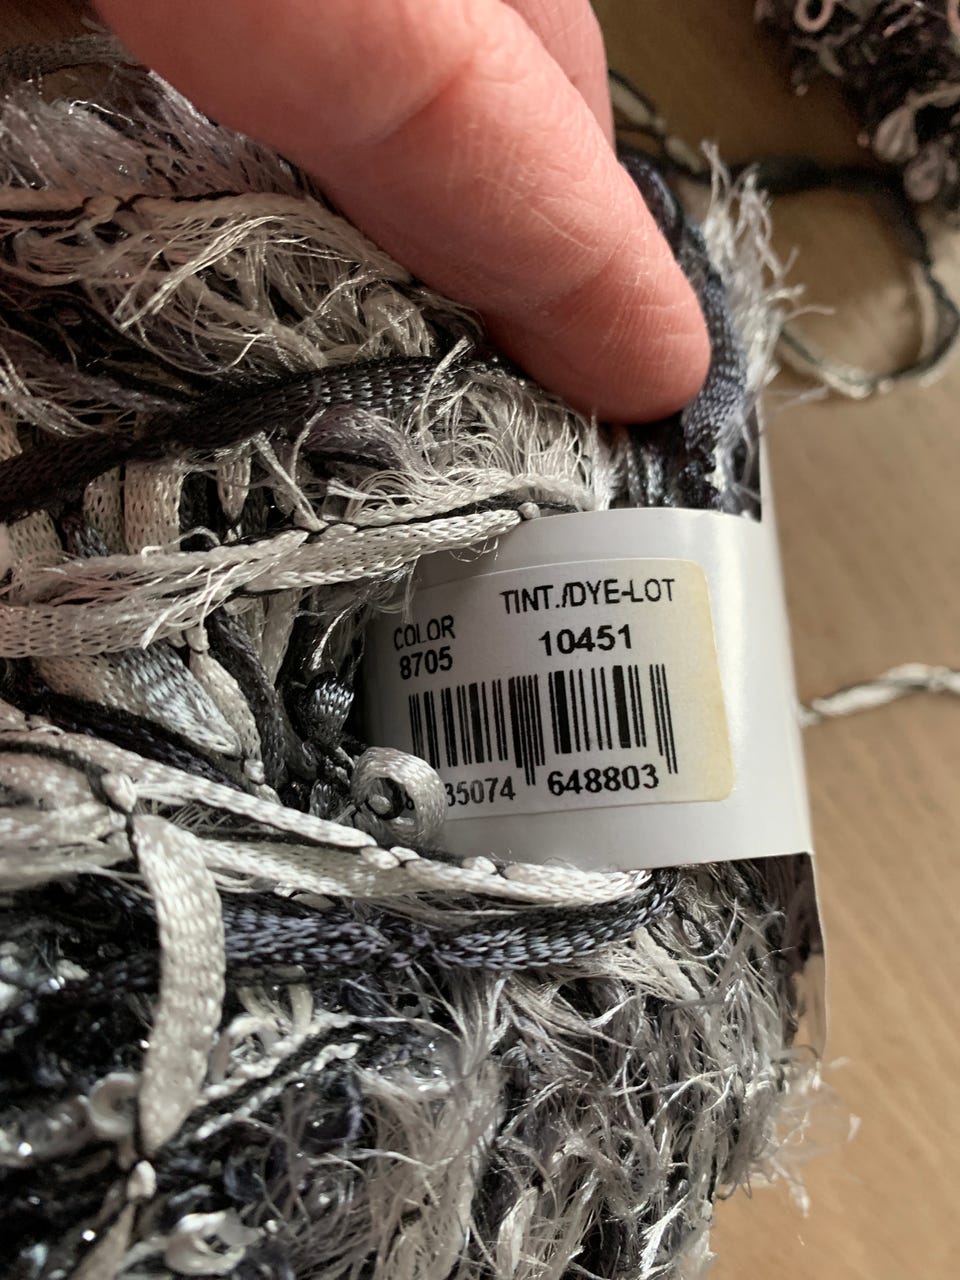 TINT./DYE-LOT
COLOR
10451
8705
35074 648803